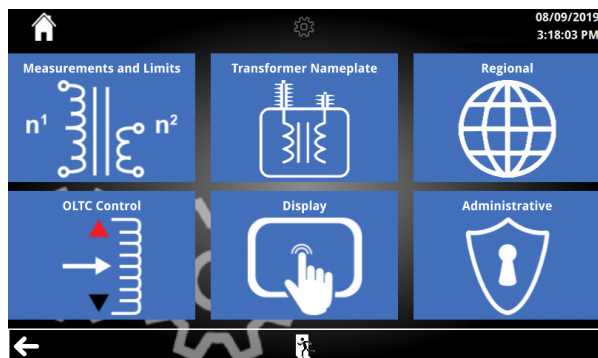 08/09/2019
3:18:03 PM
Measurements and Limits
Transformer Nameplate
Regional
n¹
n²
OLTC Control
Display
Administrative